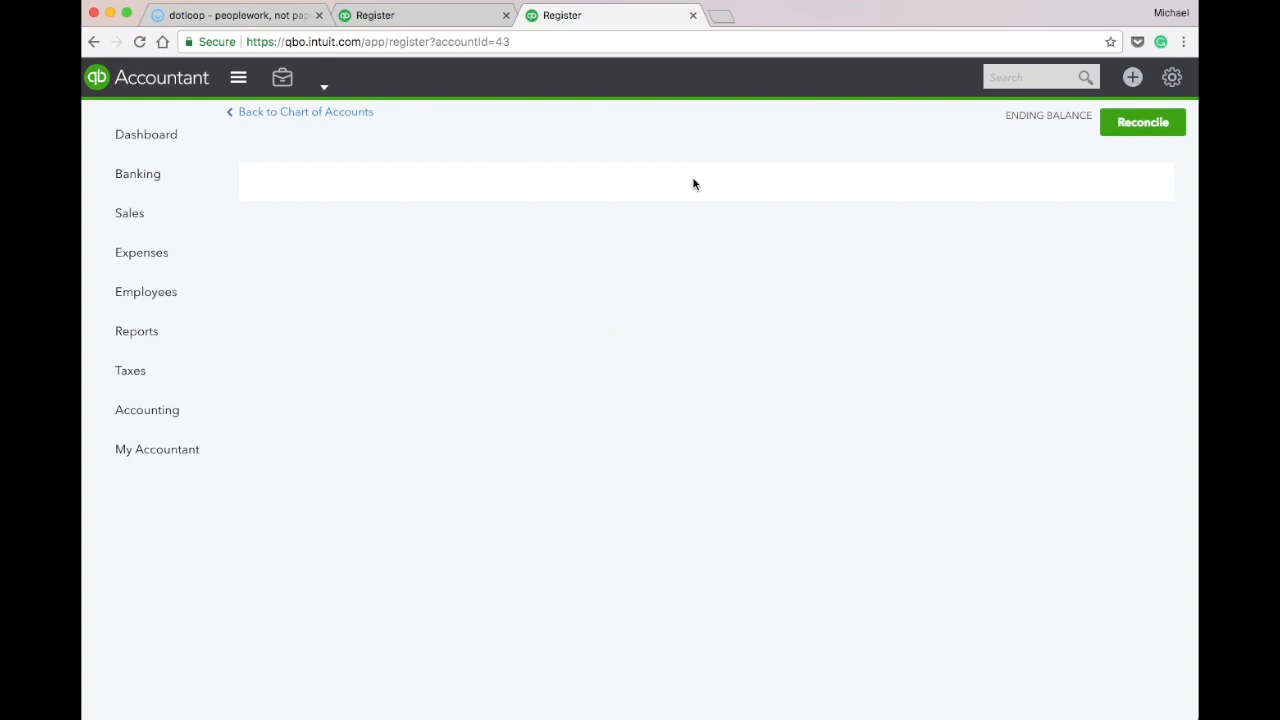 dotloop - peoplework, not pap
Register
Register
Michael
Secure
https://qbo.intuit.com/app/register?accountId=43
qb Accountant
Search
Back to Chart of Accounts
ENDING BALANCE
Reconcile
Dashboard
Banking
Sales
Expenses
Employees
Reports
Taxes
Accounting
My Accountant